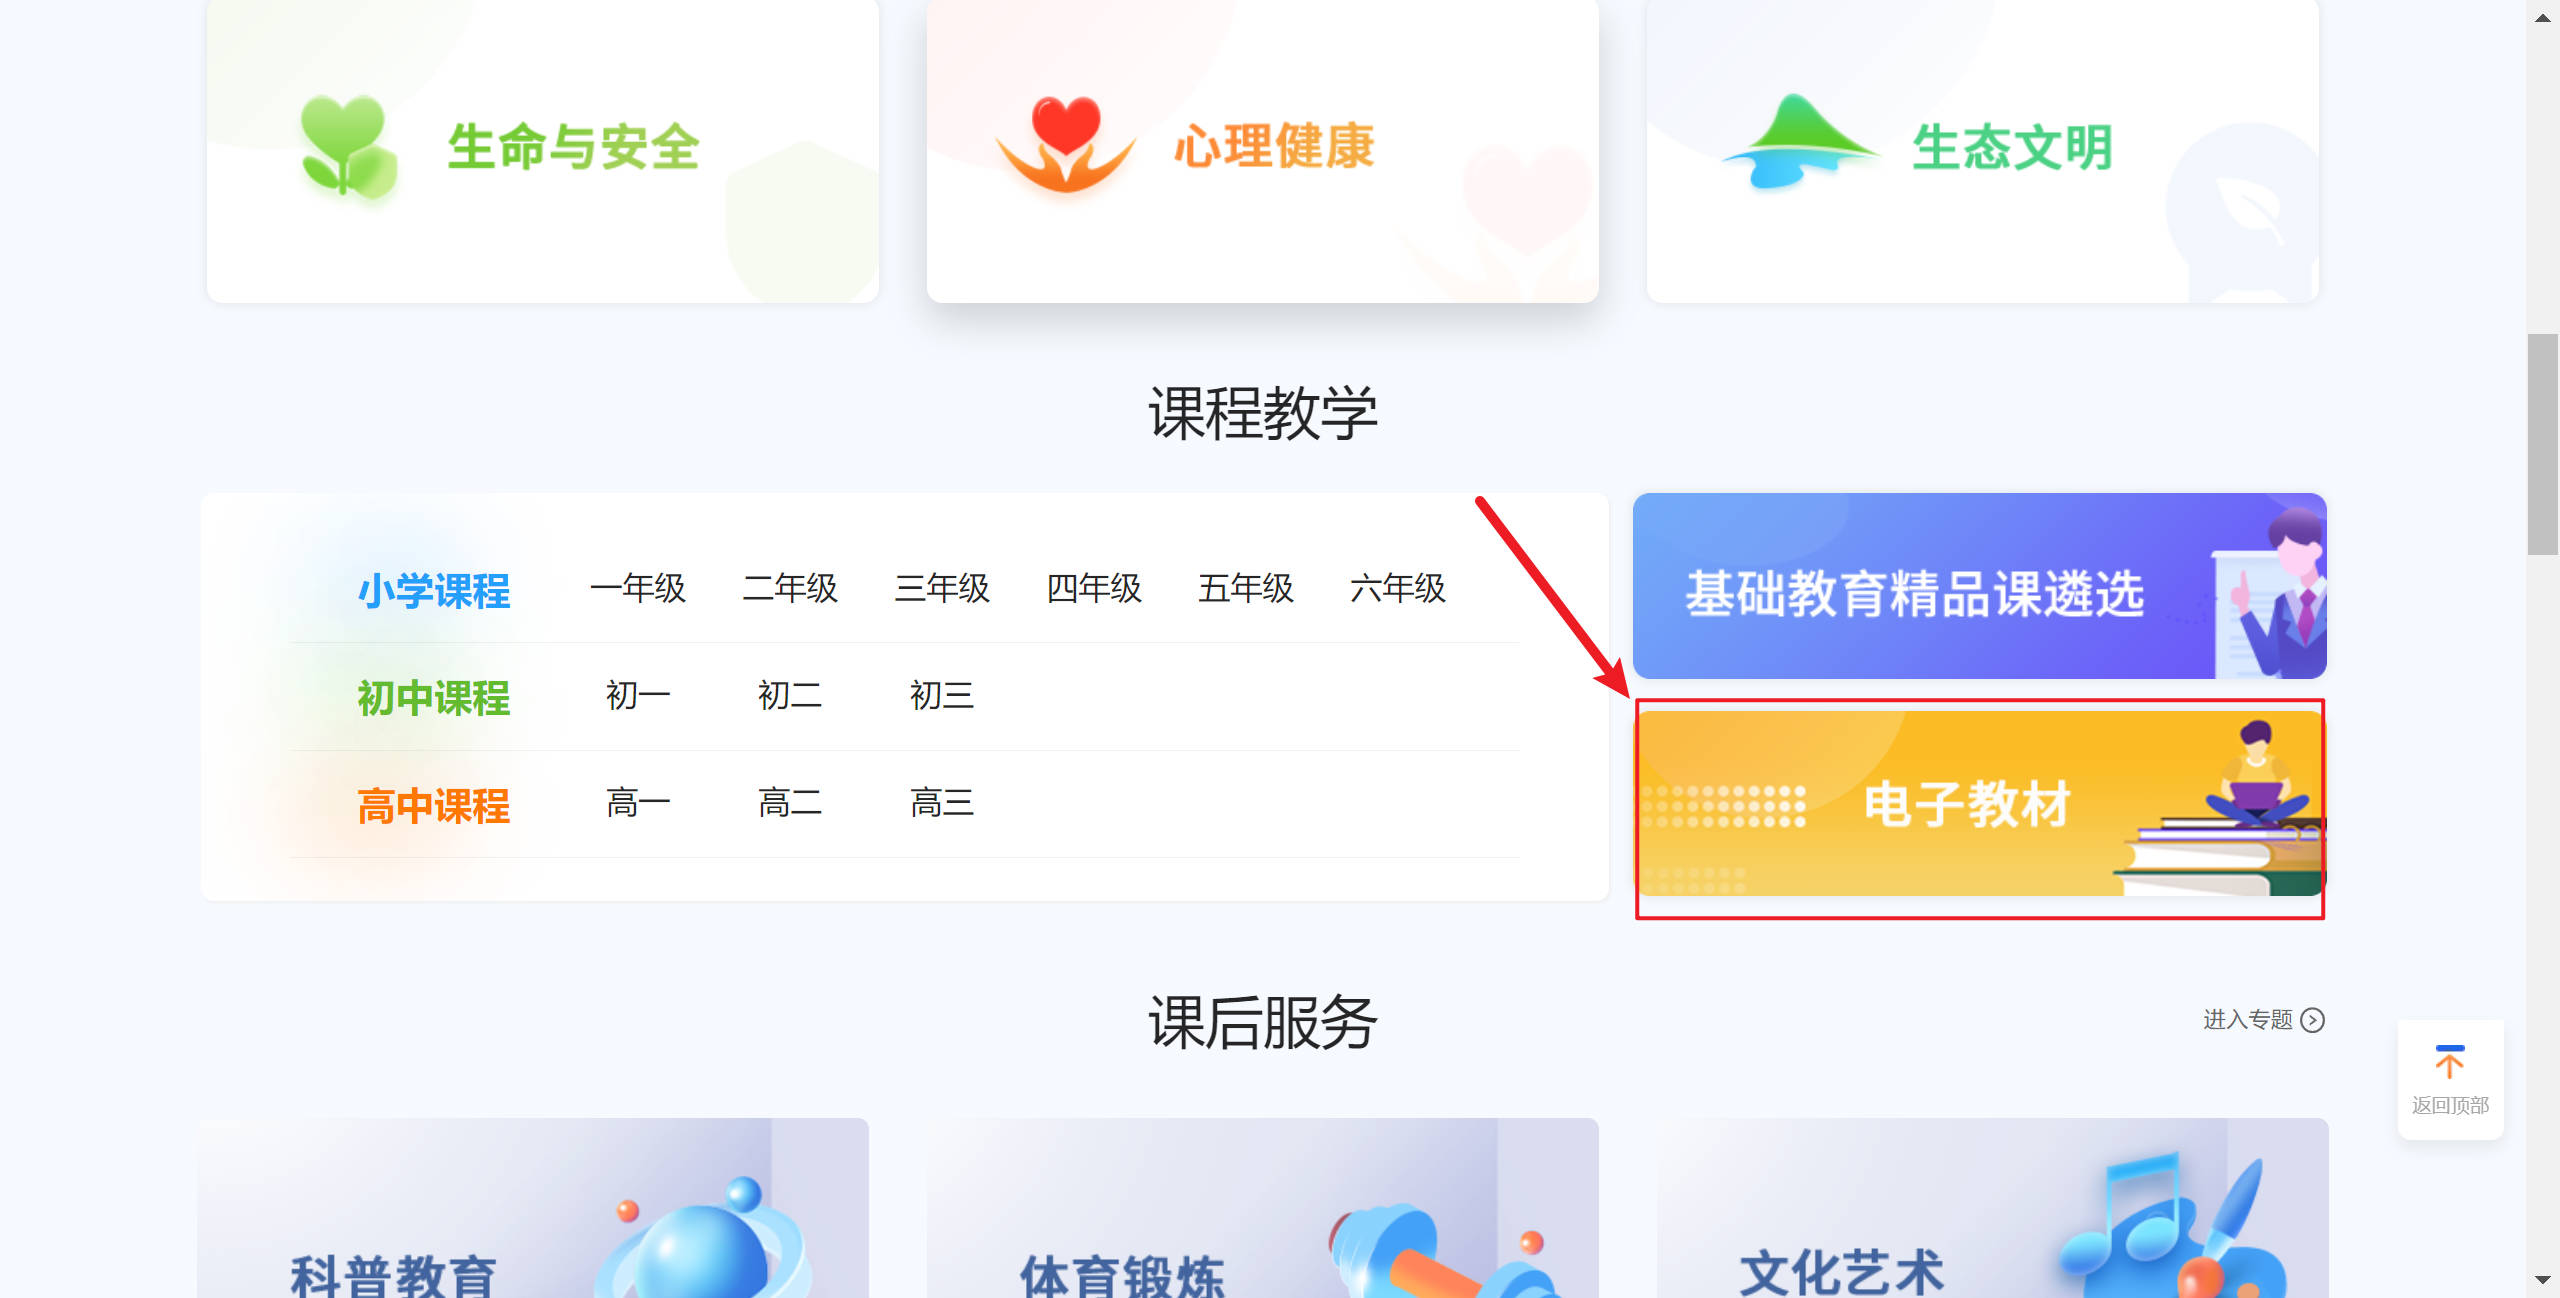 生命与安全
心理健康
生态文明
课程教学
小学课程 一年级 二年级 三年级 四年级 五年级 六年级
初中课程 初一 初二 初三
高中课程 高一 高二 高三
基础教育精品课遴选
电子教材
课后服务
进入专题
返回顶部
科普教育
体育锻炼
文化艺术